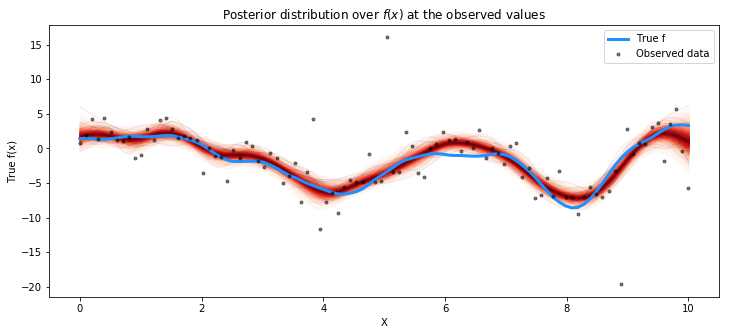 Posterior distribution over f(x) at the observed values
True f
Observed data
True f(x)
15
10
5
0
−5
−10
−15
−20
0
2
4
6
8
10
X